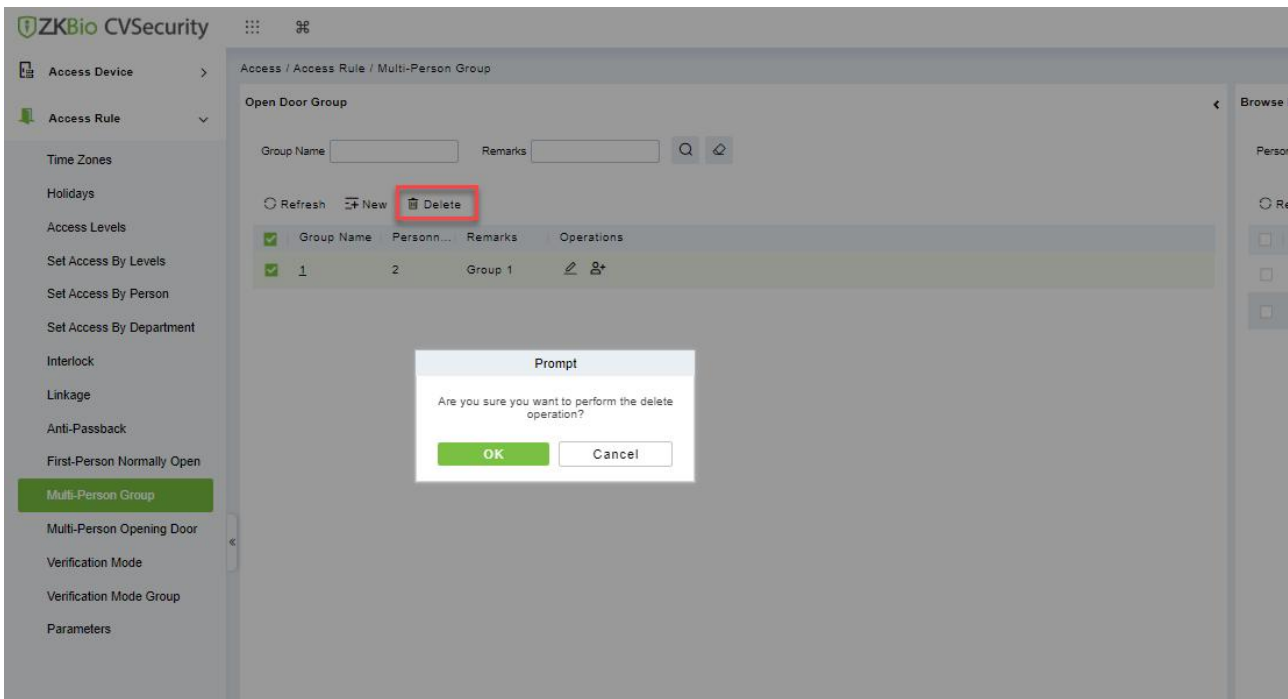 ZKBio CVSecurity
Access Device
Access Rule
Time Zones
Holidays
Access Levels
Set Access By Levels
Set Access By Person
Set Access By Department
Interlock
Linkage
Anti-Passback
First-Person Normally Open
Multi-Person Group
Multi-Person Opening Door
Verification Mode
Verification Mode Group
Parameters
Access / Access Rule / Multi-Person Group
Open Door Group
Group Name Remarks
Refresh New Delete
Group Name Personn... Remarks Operations
1 2 Group 1
Prompt
Are you sure you want to perform the delete
operation?
OK Cancel
Browse
Person
Re